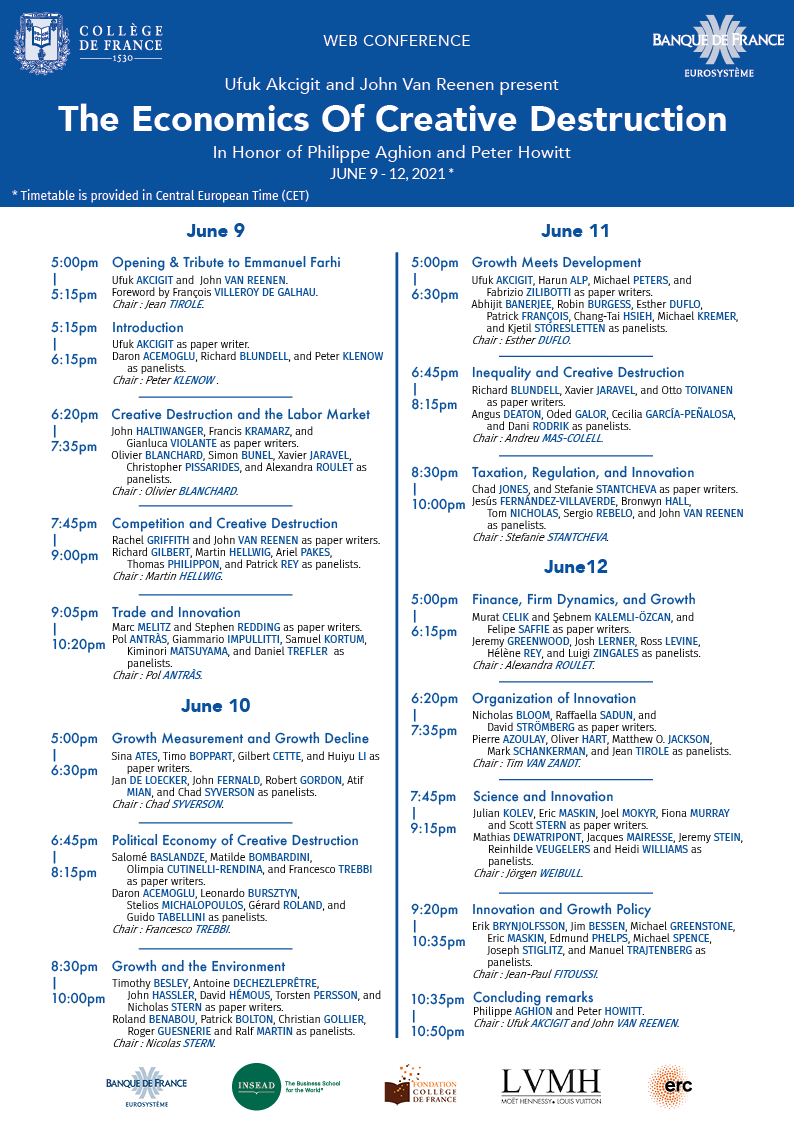 COLLÈGE
DE FRANCE
1530
WEB CONFERENCE
BANQUE DE FRANCE
EUROSYSTÈME
Ufuk Akcigit and John Van Reenen present
The Economics Of Creative Destruction
In Honor of Philippe Aghion and Peter Howitt
JUNE 9 - 12, 2021 *
* Timetable is provided in Central European Time (CET)
June 9
5:00pm
|
5:15pm
Opening & Tribute to Emmanuel Farhi
Ufuk AKCIGIT and John VAN REENEN.
Foreword by François VILLEROY DE GALHAU.
Chair : Jean TIROLE.
5:15pm
|
6:15pm
Introduction
Ufuk AKCIGIT as paper writer.
Daron ACEMOGLU, Richard BLUNDELL, and Peter KLENOW
as panelists.
Chair : Peter KLENOW .
6:20pm
|
7:35pm
Creative Destruction and the Labor Market
John HALTIWANGER, Francis KRAMARZ, and
Gianluca VIOLANTE as paper writers.
Olivier BLANCHARD, Simon BUNEL, Xavier JARAVEL,
Christopher PISSARIDES, and Alexandra ROULET as
panelists.
Chair : Olivier BLANCHARD.
7:45pm
|
9:00pm
Competition and Creative Destruction
Rachel GRIFFITH and John VAN REENEN as paper writers.
Richard GILBERT, Martin HELLWIG, Ariel PAKES,
Thomas PHILIPPON, and Patrick REY as panelists.
Chair : Martin HELLWIG.
9:05pm
|
10:20pm
Trade and Innovation
Marc MELITZ and Stephen REDDING as paper writers.
Pol ANTRÀS, Giammario IMPULLITTI, Samuel KORTUM,
Kiminori MATSUYAMA, and Daniel TREFLER as
panelists.
Chair : Pol ANTRÀS.
June 10
5:00pm
|
6:30pm
Growth Measurement and Growth Decline
Sina ATES, Timo BOPPART, Gilbert CETTE, and Huiyu LI as
paper writers.
Jan DE LOECKER, John FERNALD, Robert GORDON, Atif
MIAN, and Chad SYVERSON as panelists.
Chair : Chad SYVERSON.
6:45pm
|
8:15pm
Political Economy of Creative Destruction
Salomé BASLANDZE, Matilde BOMBARDINI,
Olimpia CUTINELLI-RENDINA, and Francesco TREBBI
as paper writers.
Daron ACEMOGLU, Leonardo BURSZTYN,
Stelios MICHALOPOULOS, Gérard ROLAND, and
Guido TABELLINI as panelists.
Chair : Francesco TREBBI.
8:30pm
|
10:00pm
Growth and the Environment
Timothy BESLEY, Antoine DECHEZLEPRÊTRE,
John HASSLER, David HÉMOUS, Torsten PERSSON, and
Nicholas STERN as paper writers.
Roland BENABOU, Patrick BOLTON, Christian GOLLIER,
Roger GUESNERIE and Ralf MARTIN as panelists.
Chair : Nicolas STERN.
June 11
5:00pm
|
6:30pm
Growth Meets Development
Ufuk AKCIGIT, Harun ALP, Michael PETERS, and
Fabrizio ZILIBOTTI as paper writers.
Abhijit BANERJEE, Robin BURGESS, Esther DUFLO,
Patrick FRANÇOIS, Chang-Tai HSIEH, Michael KREMER,
and Kjetil STORESLETTEN as panelists.
Chair : Esther DUFLO.
6:45pm
|
8:15pm
Inequality and Creative Destruction
Richard BLUNDELL, Xavier JARAVEL, and Otto TOIVANEN
as paper writers.
Angus DEATON, Oded GALOR, Cecilia GARCÍA-PEÑALOSA,
and Dani RODRIK as panelists.
Chair : Andreu MAS-COLELL.
8:30pm
|
10:00pm
Taxation, Regulation, and Innovation
Chad JONES, and Stefanie STANTCHEVA as paper writers.
Jesús FERNÁNDEZ-VILLAVERDE, Bronwyn HALL,
Tom NICHOLAS, Sergio REBELO, and John VAN REENEN
as panelists.
Chair : Stefanie STANTCHEVA.
June12
5:00pm
|
6:15pm
Finance, Firm Dynamics, and Growth
Murat CELIK and Şebnem KALEMLI-ÖZCAN, and
Felipe SAFFIE as paper writers.
Jeremy GREENWOOD, Josh LERNER, Ross LEVINE,
Hélène REY, and Luigi ZINGALES as panelists.
Chair : Alexandra ROULET.
6:20pm
|
7:35pm
Organization of Innovation
Nicholas BLOOM, Raffaella SADUN, and
David STRÖMBERG as paper writers.
Pierre AZOULAY, Oliver HART, Matthew O. JACKSON,
Mark SCHANKERMAN, and Jean TIROLE as panelists.
Chair : Tim VAN ZANDT.
7:45pm
|
9:15pm
Science and Innovation
Julian KOLEV, Eric MASKIN, Joel MOKYR, Fiona MURRAY
and Scott STERN as paper writers.
Mathias DEWATRIPONT, Jacques MAIRESSE, Jeremy STEIN,
Reinhilde VEUGELERS and Heidi WILLIAMS as
panelists.
Chair : Jörgen WEIBULL.
9:20pm
|
10:35pm
Innovation and Growth Policy
Erik BRYNJOLFSSON, Jim BESSEN, Michael GREENSTONE,
Eric MASKIN, Edmund PHELPS, Michael SPENCE,
Joseph STIGLITZ, and Manuel TRAJTENBERG as
panelists.
Chair : Jean-Paul FITOUSSI.
10:35pm
|
10:50pm
Concluding remarks
Philippe AGHION and Peter HOWITT.
Chair : Ufuk AKCIGIT and John VAN REENEN.
BANQUE DE FRANCE
EUROSYSTÈME
INSEAD
The Business School
for the World®
FONDATION
COLLÈGE
DE FRANCE
LVMH
MOËT HENNESSY • LOUIS VUITTON
erc